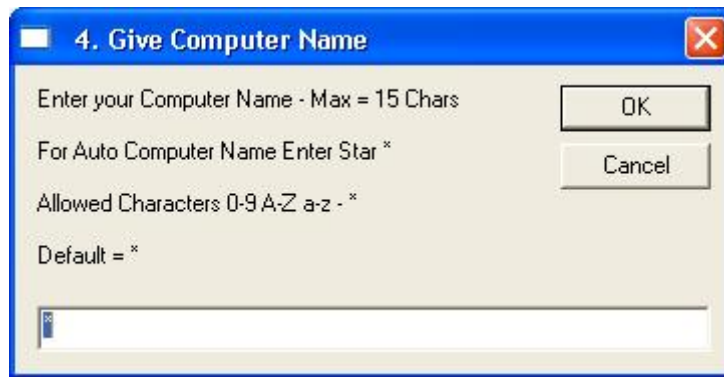 4. Give Computer Name
Enter your Computer Name - Max = 15 Chars
OK
For Auto Computer Name Enter Star *
Cancel
Allowed Characters 0-9 A-Z a-z - *
Default = *
*